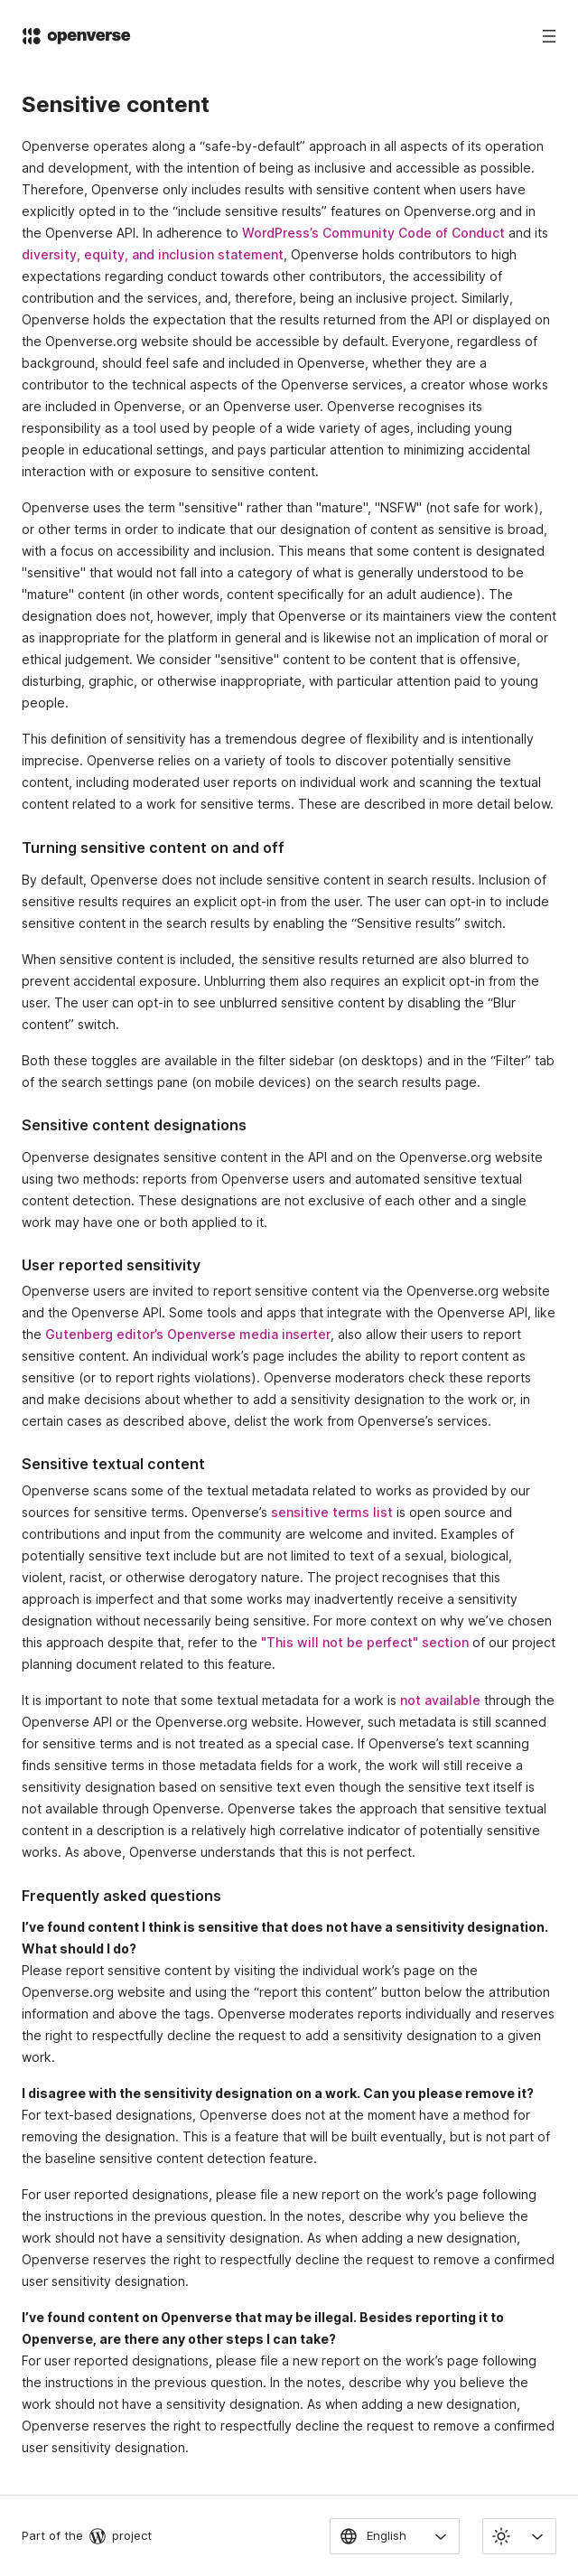 openverse
Sensitive content
Openverse operates along a “safe-by-default” approach in all aspects of its operation
and development, with the intention of being as inclusive and accessible as possible.
Therefore, Openverse only includes results with sensitive content when users have
explicitly opted in to the “include sensitive results” features on Openverse.org and in
the Openverse API. In adherence to WordPress’s Community Code of Conduct and its
diversity, equity, and inclusion statement, Openverse holds contributors to high
expectations regarding conduct towards other contributors, the accessibility of
contribution and the services, and, therefore, being an inclusive project. Similarly,
Openverse holds the expectation that the results returned from the API or displayed on
the Openverse.org website should be accessible by default. Everyone, regardless of
background, should feel safe and included in Openverse, whether they are a
contributor to the technical aspects of the Openverse services, a creator whose works
are included in Openverse, or an Openverse user. Openverse recognises its
responsibility as a tool used by people of a wide variety of ages, including young
people in educational settings, and pays particular attention to minimizing accidental
interaction with or exposure to sensitive content.
Openverse uses the term "sensitive" rather than "mature", "NSFW" (not safe for work),
or other terms in order to indicate that our designation of content as sensitive is broad,
with a focus on accessibility and inclusion. This means that some content is designated
"sensitive" that would not fall into a category of what is generally understood to be
"mature" content (in other words, content specifically for an adult audience). The
designation does not, however, imply that Openverse or its maintainers view the content
as inappropriate for the platform in general and is likewise not an implication of moral or
ethical judgement. We consider "sensitive" content to be content that is offensive,
disturbing, graphic, or otherwise inappropriate, with particular attention paid to young
people.
This definition of sensitivity has a tremendous degree of flexibility and is intentionally
imprecise. Openverse relies on a variety of tools to discover potentially sensitive
content, including moderated user reports on individual work and scanning the textual
content related to a work for sensitive terms. These are described in more detail below.
Turning sensitive content on and off
By default, Openverse does not include sensitive content in search results. Inclusion of
sensitive results requires an explicit opt-in from the user. The user can opt-in to include
sensitive content in the search results by enabling the “Sensitive results” switch.
When sensitive content is included, the sensitive results returned are also blurred to
prevent accidental exposure. Unblurring them also requires an explicit opt-in from the
user. The user can opt-in to see unblurred sensitive content by disabling the “Blur
content” switch.
Both these toggles are available in the filter sidebar (on desktops) and in the “Filter” tab
of the search settings pane (on mobile devices) on the search results page.
Sensitive content designations
Openverse designates sensitive content in the API and on the Openverse.org website
using two methods: reports from Openverse users and automated sensitive textual
content detection. These designations are not exclusive of each other and a single
work may have one or both applied to it.
User reported sensitivity
Openverse users are invited to report sensitive content via the Openverse.org website
and the Openverse API. Some tools and apps that integrate with the Openverse API, like
the Gutenberg editor’s Openverse media inserter, also allow their users to report
sensitive content. An individual work’s page includes the ability to report content as
sensitive (or to report rights violations). Openverse moderators check these reports
and make decisions about whether to add a sensitivity designation to the work or, in
certain cases as described above, delist the work from Openverse’s services.
Sensitive textual content
Openverse scans some of the textual metadata related to works as provided by our
sources for sensitive terms. Openverse’s sensitive terms list is open source and
contributions and input from the community are welcome and invited. Examples of
potentially sensitive text include but are not limited to text of a sexual, biological,
violent, racist, or otherwise derogatory nature. The project recognises that this
approach is imperfect and that some works may inadvertently receive a sensitivity
designation without necessarily being sensitive. For more context on why we’ve chosen
this approach despite that, refer to the "This will not be perfect" section of our project
planning document related to this feature.
It is important to note that some textual metadata for a work is not available through the
Openverse API or the Openverse.org website. However, such metadata is still scanned
for sensitive terms and is not treated as a special case. If Openverse’s text scanning
finds sensitive terms in those metadata fields for a work, the work will still receive a
sensitivity designation based on sensitive text even though the sensitive text itself is
not available through Openverse. Openverse takes the approach that sensitive textual
content in a description is a relatively high correlative indicator of potentially sensitive
works. As above, Openverse understands that this is not perfect.
Frequently asked questions
I’ve found content I think is sensitive that does not have a sensitivity designation.
What should I do?
Please report sensitive content by visiting the individual work’s page on the
Openverse.org website and using the “report this content” button below the attribution
information and above the tags. Openverse moderates reports individually and reserves
the right to respectfully decline the request to add a sensitivity designation to a given
work.
I disagree with the sensitivity designation on a work. Can you please remove it?
For text-based designations, Openverse does not at the moment have a method for
removing the designation. This is a feature that will be built eventually, but is not part of
the baseline sensitive content detection feature.
For user reported designations, please file a new report on the work’s page following
the instructions in the previous question. In the notes, describe why you believe the
work should not have a sensitivity designation. As when adding a new designation,
Openverse reserves the right to respectfully decline the request to remove a confirmed
user sensitivity designation.
I’ve found content on Openverse that may be illegal. Besides reporting it to
Openverse, are there any other steps I can take?
For user reported designations, please file a new report on the work’s page following
the instructions in the previous question. In the notes, describe why you believe the
work should not have a sensitivity designation. As when adding a new designation,
Openverse reserves the right to respectfully decline the request to remove a confirmed
user sensitivity designation.
Part of the project English